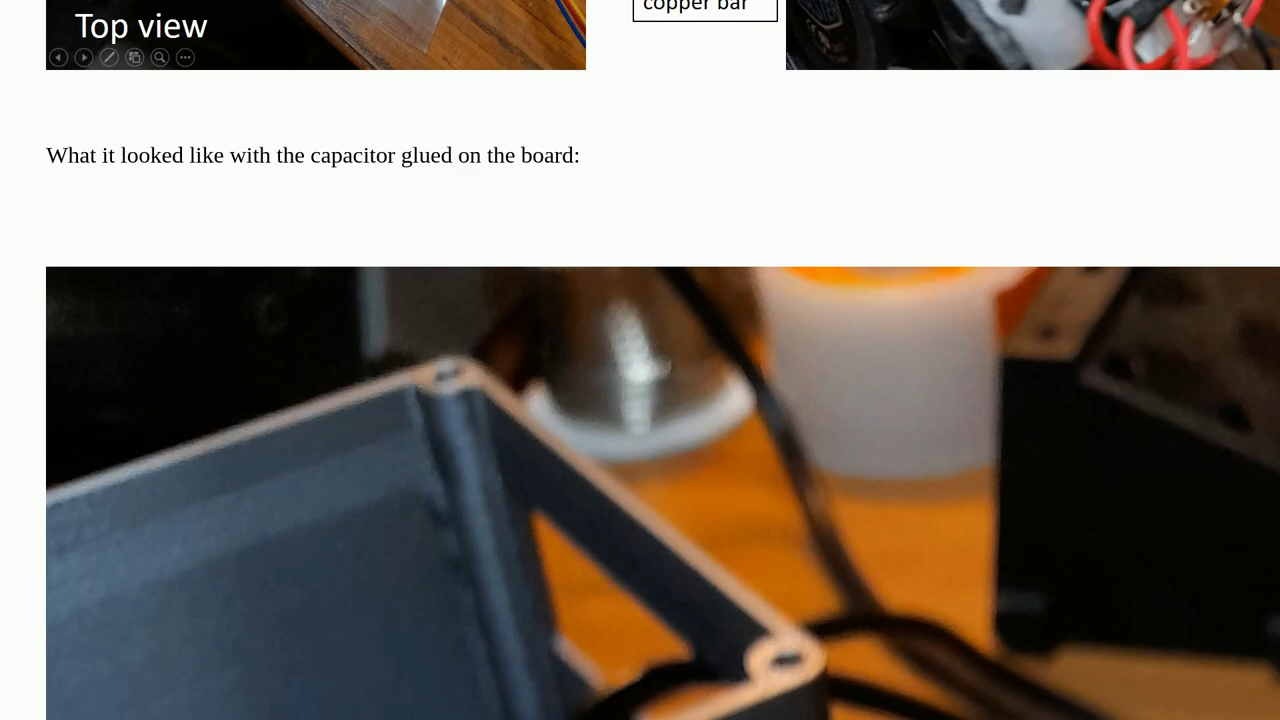 copper bar
Top view
What it looked like with the capacitor glued on the board: